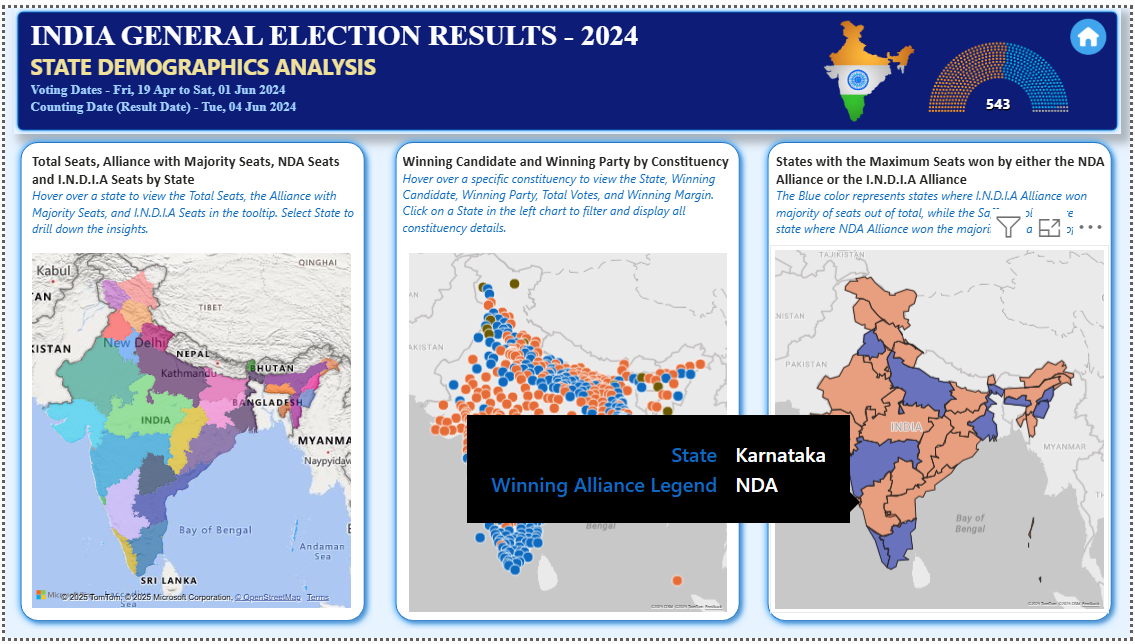 INDIA GENERAL ELECTION RESULTS - 2024
STATE DEMOGRAPHICS ANALYSIS
Voting Dates - Fri, 19 Apr to Sat, 01 Jun 2024
Counting Date (Result Date) - Tue, 04 Jun 2024
543
Total Seats, Alliance with Majority Seats, NDA Seats
and I.N.D.I.A Seats by State
Hover over a state to view the Total Seats, the Alliance with
Majority Seats, and I.N.D.I.A Seats in the tooltip. Select State to
drill down the insights.
Kabul
QINGHAI
TAN
TIBET
KISTAN
New Delhi
NEPAL
Kathmandu
BHUTAN
BANGLADESH
INDIA
MYANMA
Naypyidaw
Bay of Bengal
Andaman
Sea
SRI LANKA
© 2025 TomTom, © 2025 Microsoft Corporation, © OpenStreetMap Terms
Sea
Winning Candidate and Winning Party by Constituency
Hover over a specific constituency to view the State, Winning
Candidate, Winning Party, Total Votes, and Winning Margin.
Click on a State in the left chart to filter and display all
constituency details.
AKISTAN
Bengal
State Karnataka
Winning Alliance Legend NDA
States with the Maximum Seats won by either the NDA
Alliance or the I.N.D.I.A Alliance
The Blue color represents states where I.N.D.I.A Alliance won
majority of seats out of total, while the
state where NDA Alliance won the
TAJIKISTAN
NISTAN
PAKISTAN
INDIA
MYANMAR
Bay of
Bengal